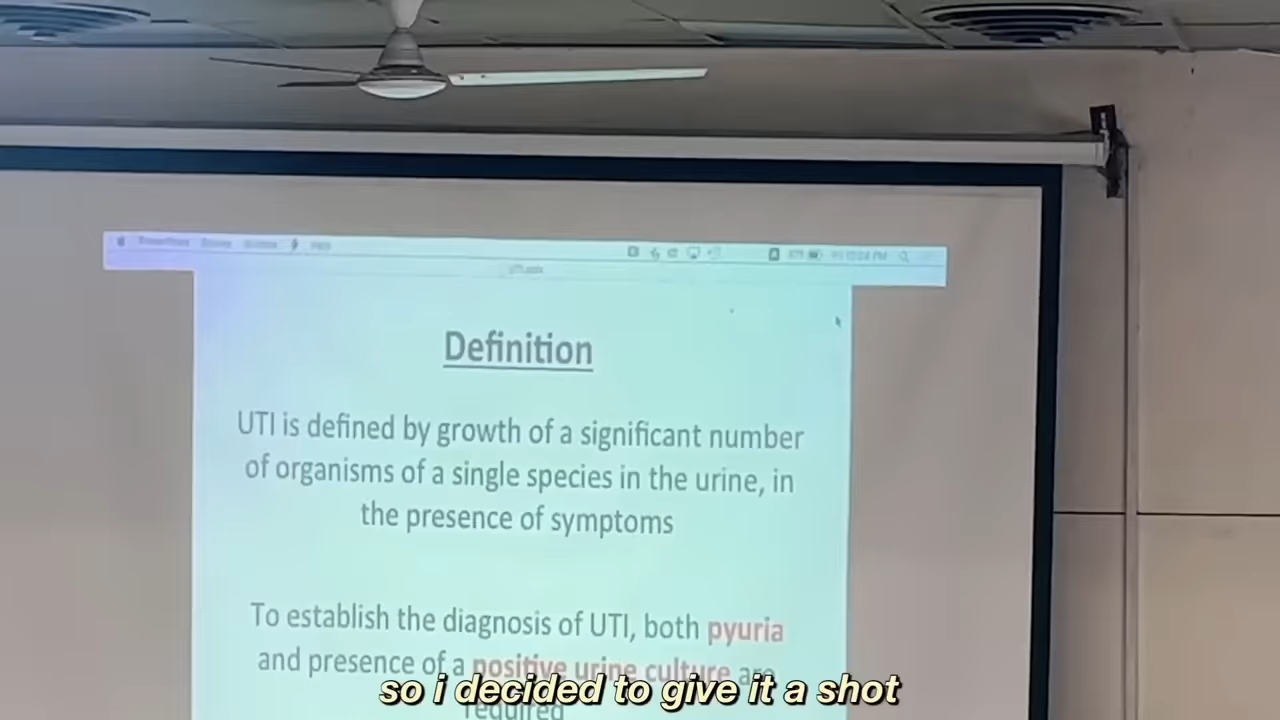 Definition
UTI is defined by growth of a significant number
of organisms of a single species in the urine, in
the presence of symptoms
To establish the diagnosis of UTI, both pyuria
and presence of a positive urine culture are
required
so i decided to give it a shot